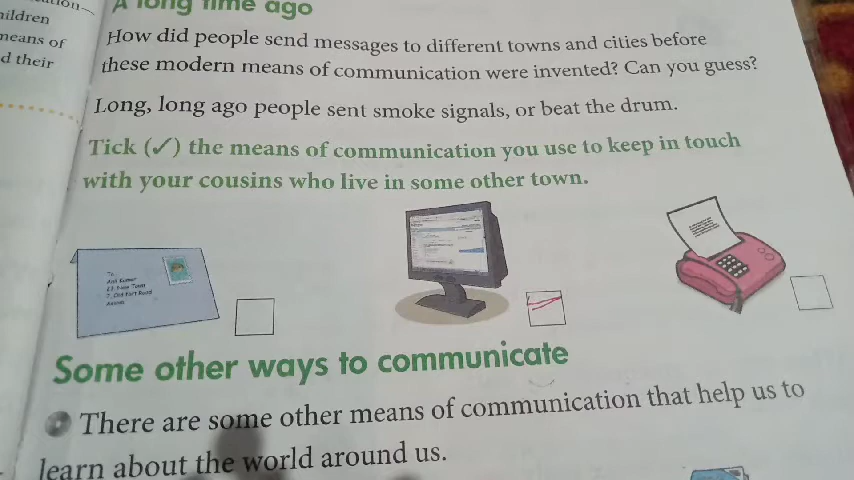 A long time ago
ildren
means of
d their
How did people send messages to different towns and cities before
these modern means of communication were invented? Can you guess?
Long, long ago people sent smoke signals, or beat the drum.
Tick (✓) the means of communication you use to keep in touch
with your cousins who live in some other town.
To,
Anil Kumar
Some other ways to communicate
There are some other means of communication that help us to
learn about the world around us.